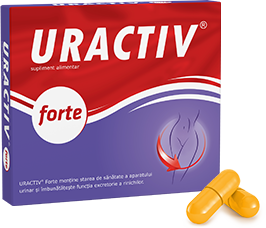 URACTIV®
supliment alimentar
forte
URACTIV® Forte menține starea de sănătate a aparatului
urinar și îmbunătățește funcția excretorie a rinichilor